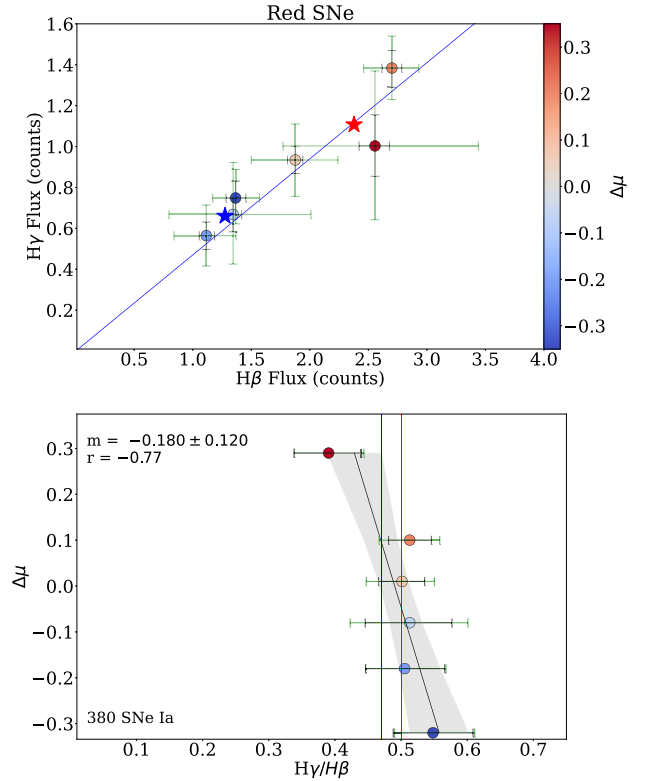 Red SNe
1.6
1.4
1.2
1.0
0.8
0.6
0.4
0.2
Hγ Flux (counts)
0.5 1.0 1.5 2.0 2.5 3.0 3.5 4.0
Hβ Flux (counts)
0.3
0.2
0.1
0.0
−0.1
−0.2
−0.3
Δμ
m = −0.180 ± 0.120
r = −0.77
0.3
0.2
0.1
0.0
−0.1
−0.2
−0.3
Δμ
380 SNe Ia
0.1 0.2 0.3 0.4 0.5 0.6 0.7
Hγ/Hβ